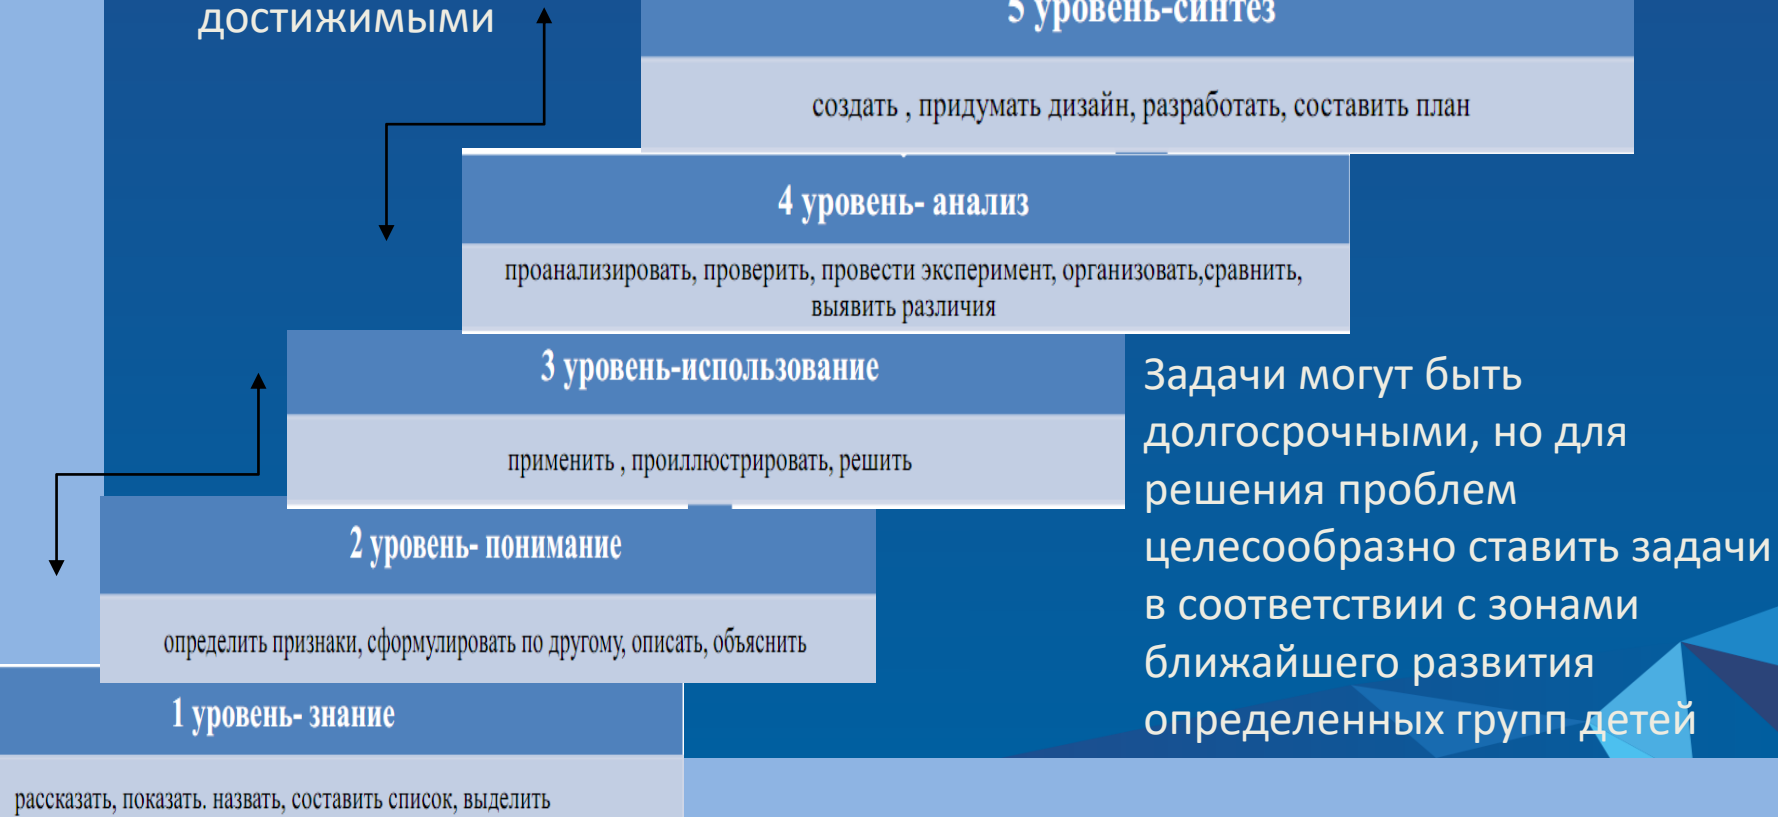 достижимыми
5 уровень-синтез
создать , придумать дизайн, разработать, составить план
4 уровень- анализ
проанализировать, проверить, провести эксперимент, организовать,сравнить,
выявить различия
3 уровень-использование
применить , проиллюстрировать, решить
2 уровень- понимание
определить признаки, сформулировать по другому, описать, объяснить
1 уровень- знание
рассказать, показать. назвать, составить список, выделить
Задачи могут быть
долгосрочными, но для
решения проблем
целесообразно ставить задачи
в соответствии с зонами
ближайшего развития
определенных групп детей